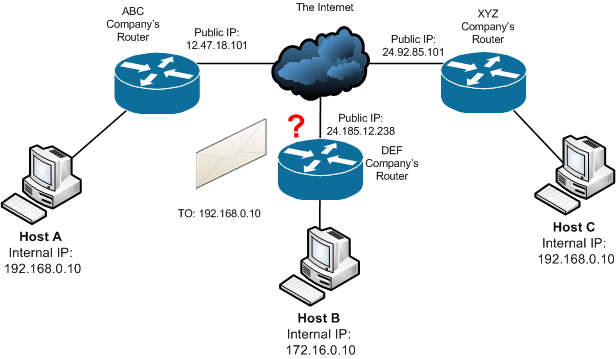 ABC
Company's
Router
Public IP:
12.47.18.101
The Internet
XYZ
Company's
Router
Public IP:
24.92.85.101
?
Public IP:
24.185.12.238
DEF
Company's
Router
TO: 192.168.0.10
Host A
Internal IP:
192.168.0.10
Host B
Internal IP:
172.16.0.10
Host C
Internal IP:
192.168.0.10